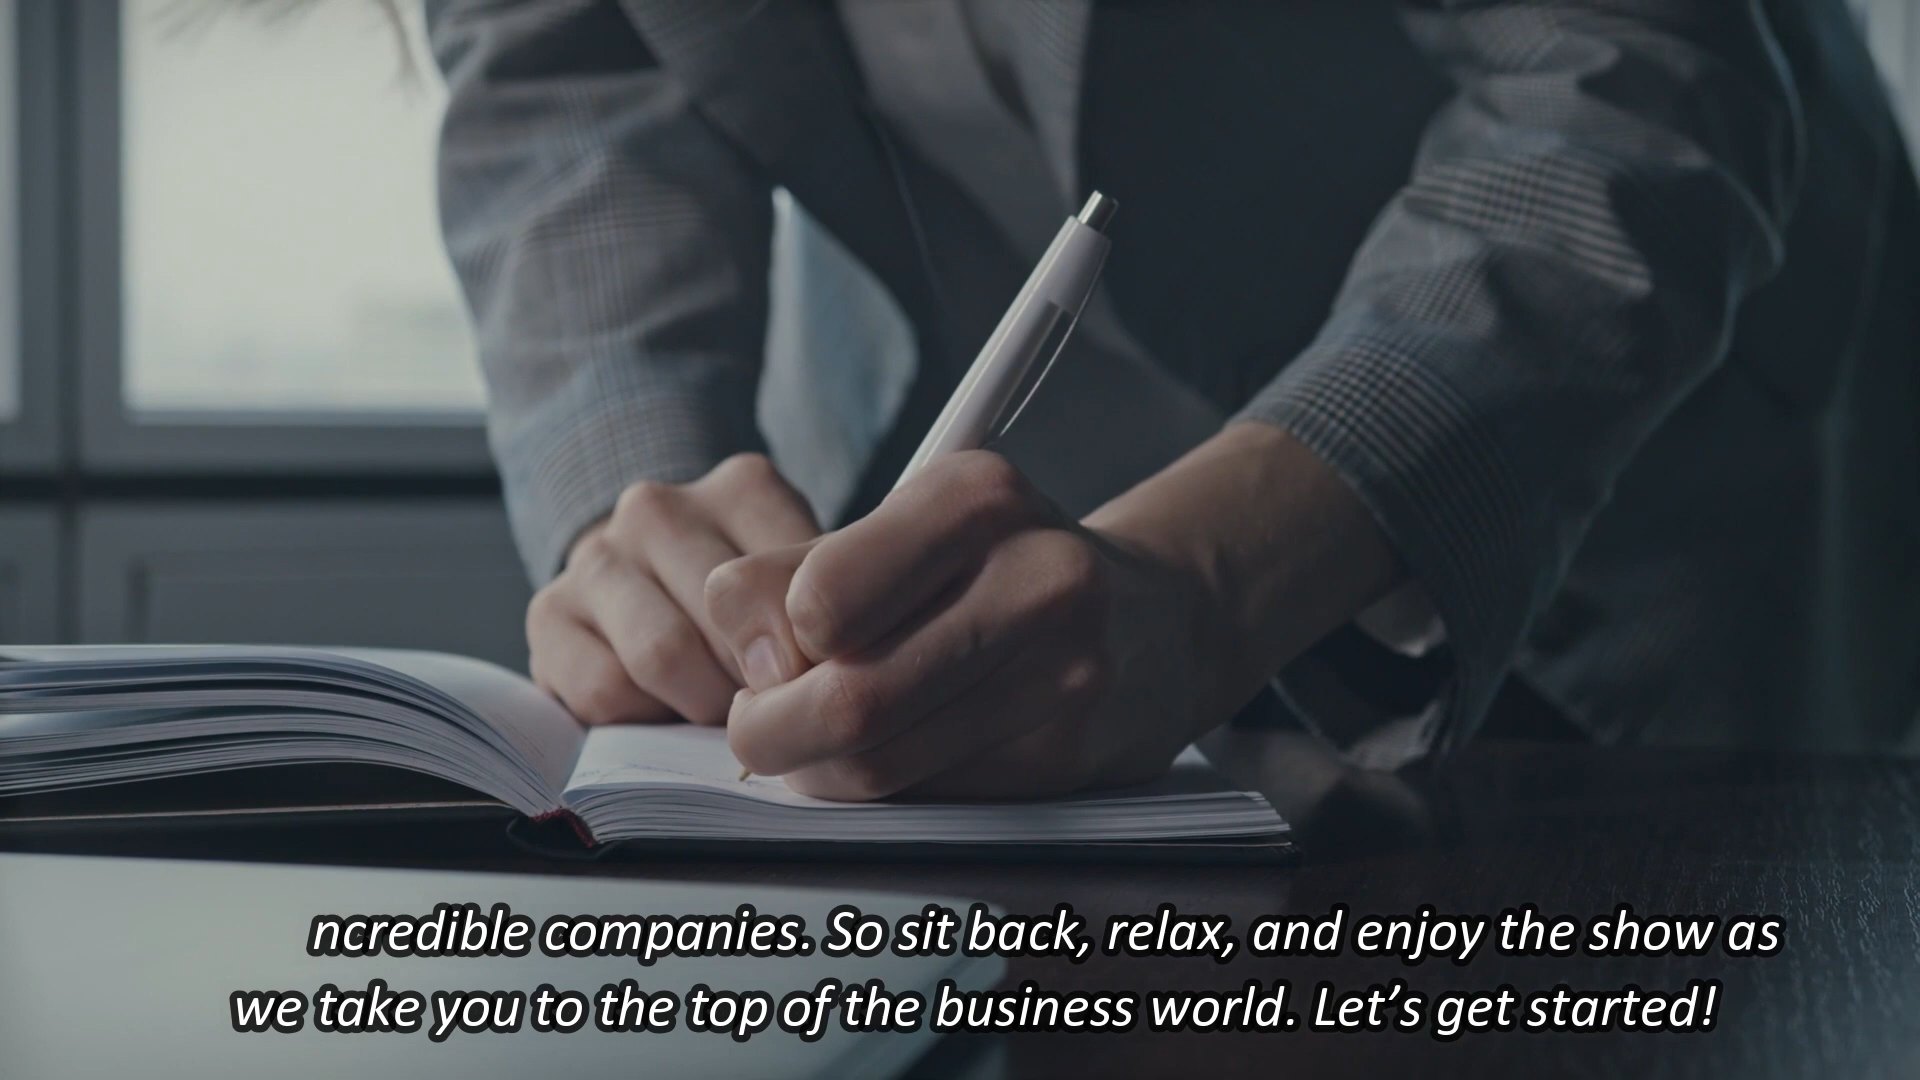 ncredible companies. So sit back, relax, and enjoy the show as
we take you to the top of the business world. Let’s get started!